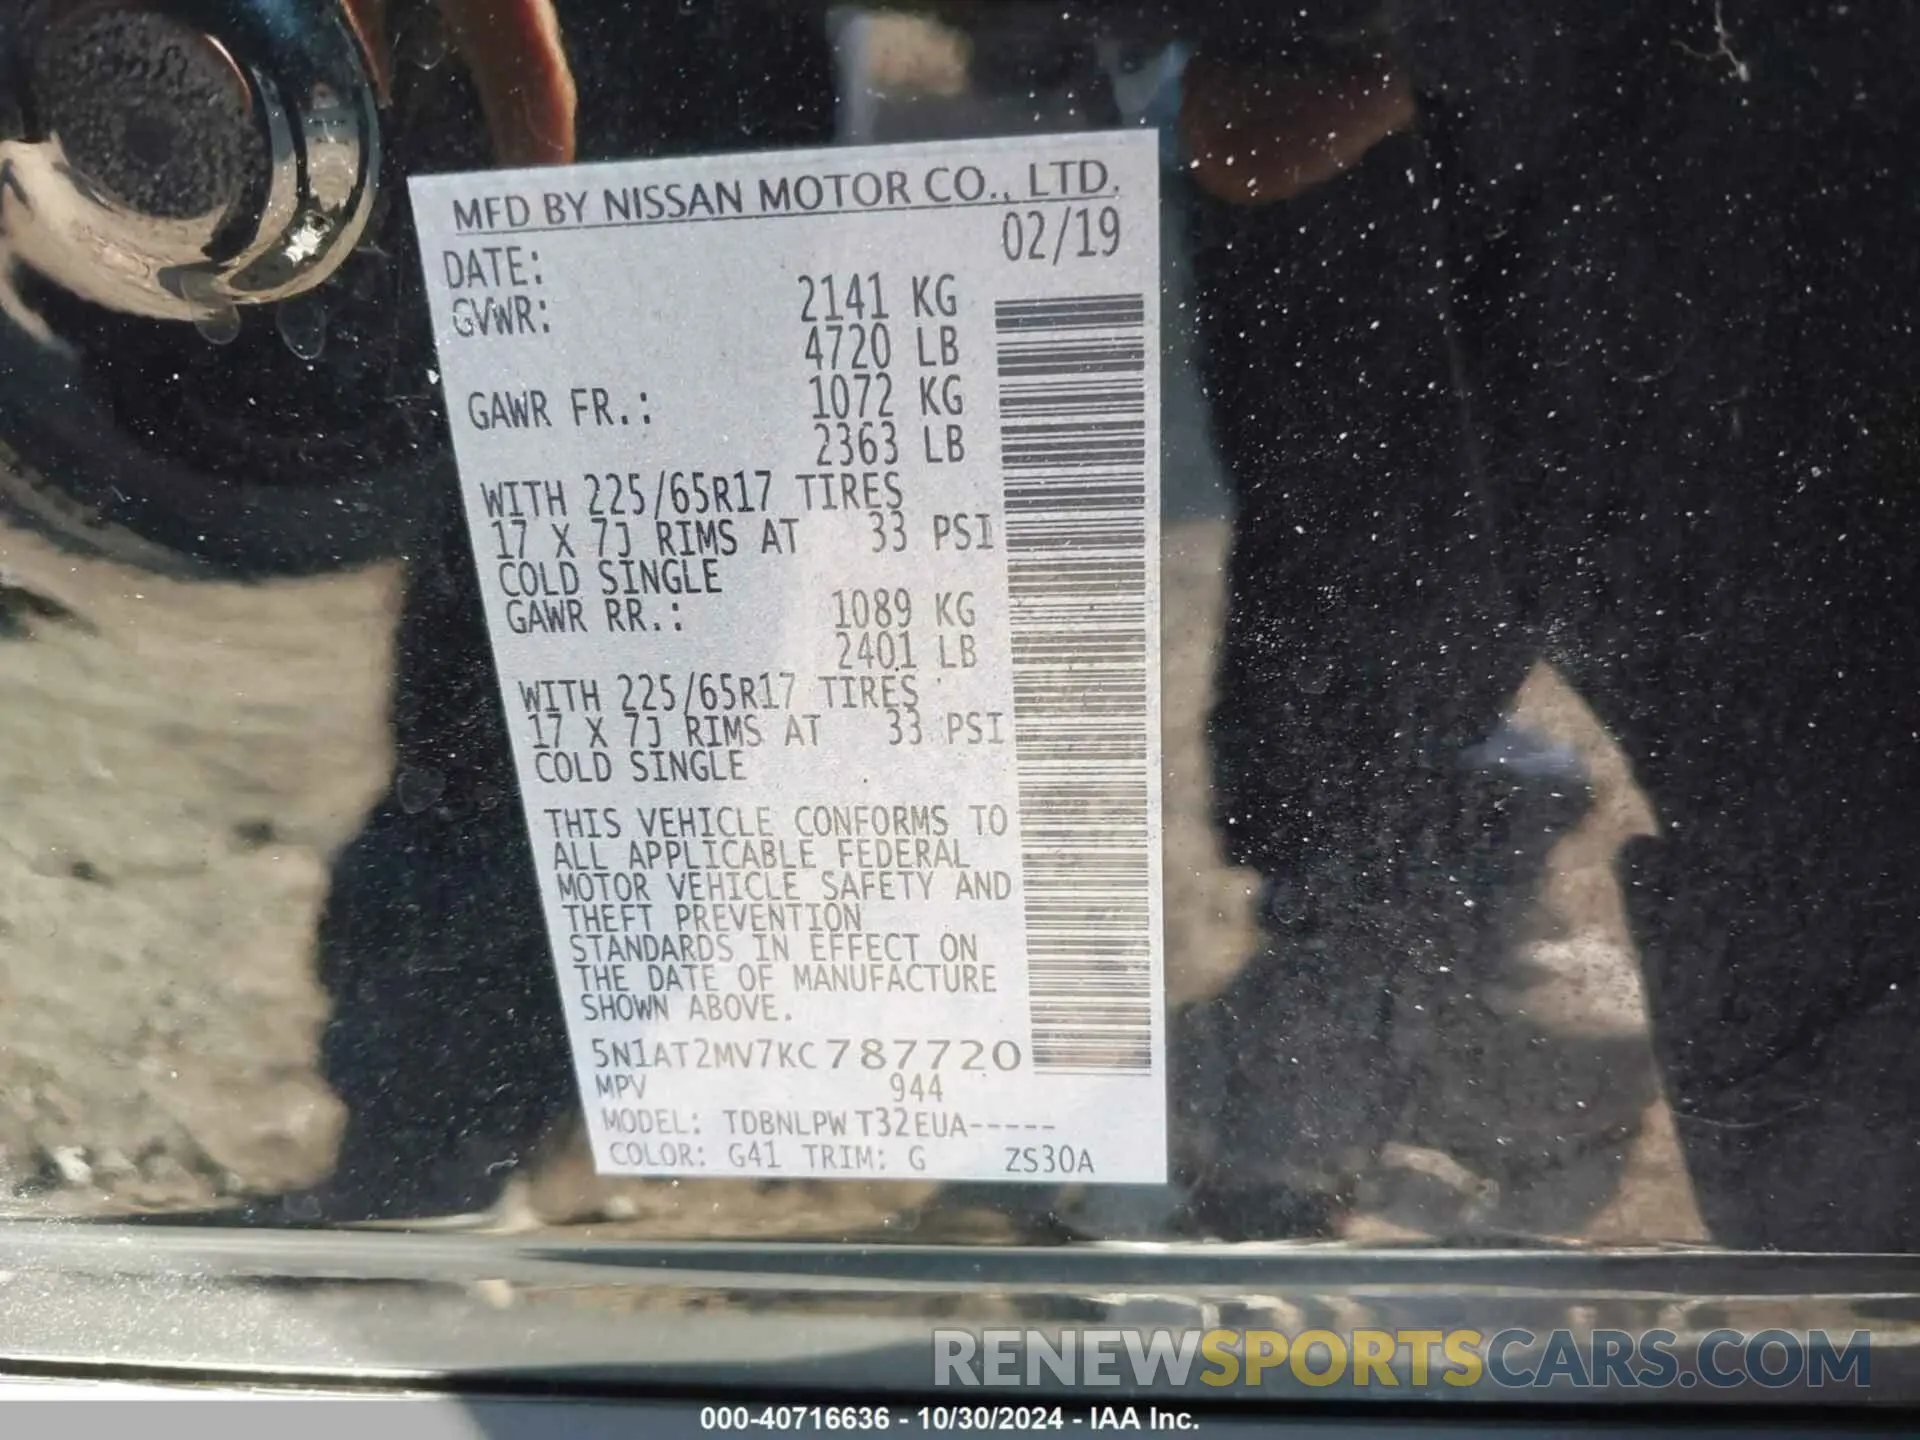 MFD BY NISSAN MOTOR CO., LTD.
DATE: 02/19
GVWR: 2141 KG
4720 LB
GAWR FR.: 1072 KG
2363 LB
WITH 225/65R17 TIRES
17 X 7J RIMS AT 33 PSI
COLD SINGLE
GAWR RR.: 1089 KG
2401 LB
WITH 225/65R17 TIRES
17 X 7J RIMS AT 33 PSI
COLD SINGLE
THIS VEHICLE CONFORMS TO
ALL APPLICABLE FEDERAL
MOTOR VEHICLE SAFETY AND
THEFT PREVENTION
STANDARDS IN EFFECT ON
THE DATE OF MANUFACTURE
SHOWN ABOVE.
5N1AT2MV7KC787720
MPV 944
MODEL: TDBNLPW T32EUA-----
COLOR: G41 TRIM: G ZS30A
RENEWSPORTSCARS.COM
000-40716636 - 10/30/2024 - IAA Inc.